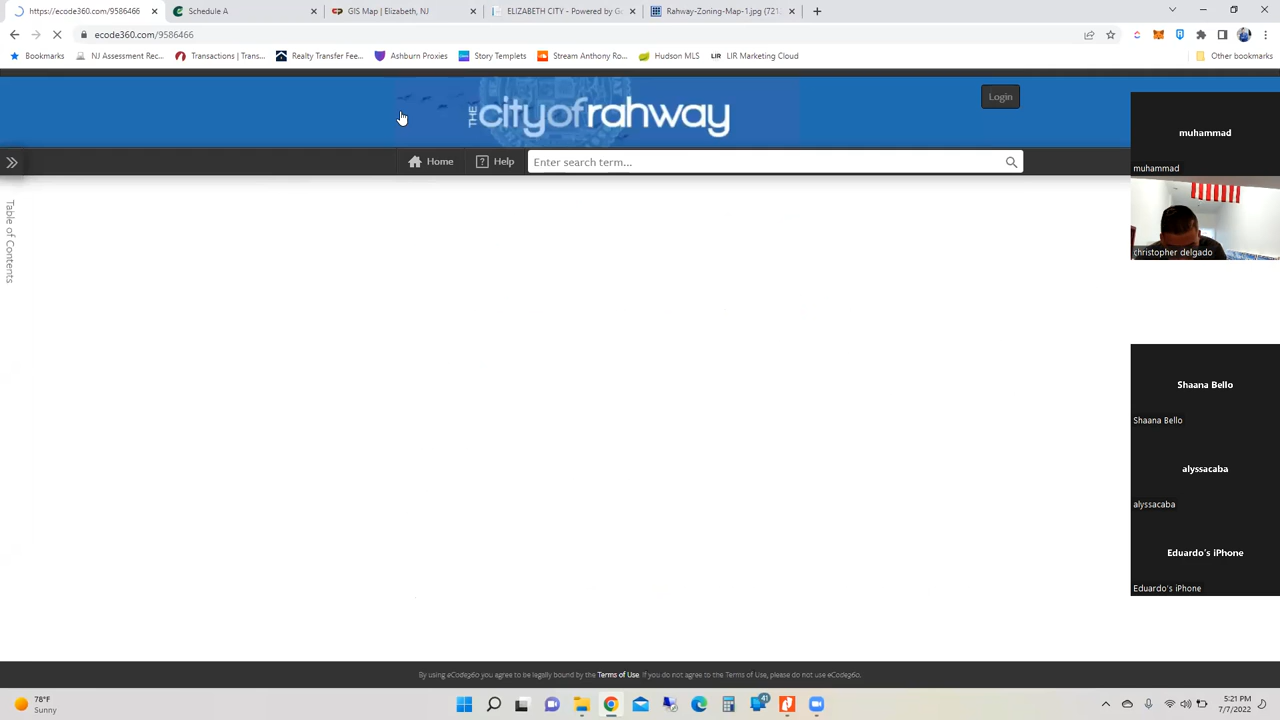 https://ecode360.com/9586466
Schedule A
GIS Map | Elizabeth, NJ
ELIZABETH CITY - Powered by Ge
Rahway-Zoning-Map-1.jpg (721
ecode360.com/9586466
Bookmarks
NJ Assessment Rec...
Transactions | Trans...
Realty Transfer Fee...
Ashburn Proxies
Story Templets
Stream Anthony Ro...
Hudson MLS
LIR LIR Marketing Cloud
Other bookmarks
THE cityofrahway
Login
Home
Help
Enter search term...
Table of Contents
muhammad
muhammad
christopher delgado
Shaana Bello
Shaana Bello
alyssacaba
alyssacaba
Eduardo's iPhone
Eduardo's iPhone
By using eCode360 you agree to be legally bound by the Terms of Use. If you do not agree to the Terms of Use, please do not use eCode360.
78°F
Sunny
41
5:21 PM
7/7/2022